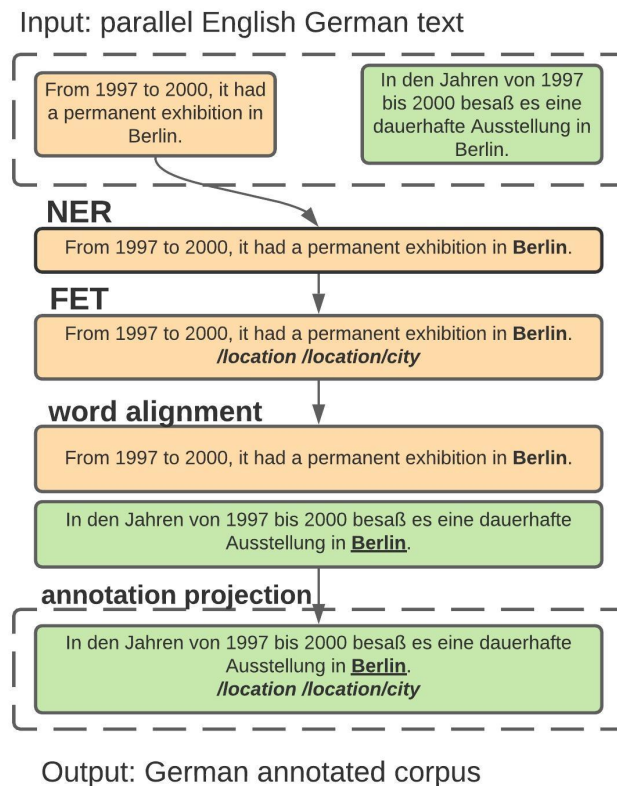 Input: parallel English German text
From 1997 to 2000, it had
a permanent exhibition in
Berlin.
In den Jahren von 1997
bis 2000 besaß es eine
dauerhafte Ausstellung in
Berlin.
NER
From 1997 to 2000, it had a permanent exhibition in Berlin.
FET
From 1997 to 2000, it had a permanent exhibition in Berlin.
/location /location/city
word alignment
From 1997 to 2000, it had a permanent exhibition in Berlin.
In den Jahren von 1997 bis 2000 besaß es eine dauerhafte
Ausstellung in Berlin.
annotation projection
In den Jahren von 1997 bis 2000 besaß es eine dauerhafte
Ausstellung in Berlin.
/location /location/city
Output: German annotated corpus